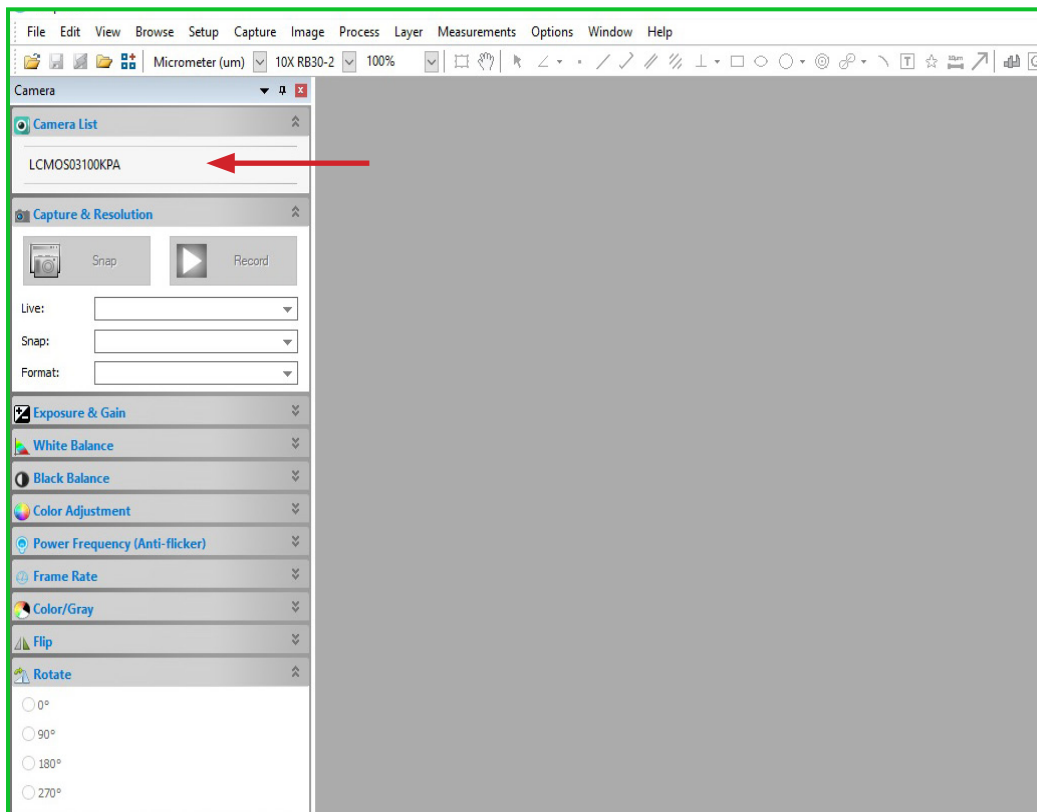 File Edit View Browse Setup Capture Image Process Layer Measurements Options Window Help
Micrometer (um) 10X RB30-2 100%
Camera
Camera List
LCMOS03100KPA
Capture & Resolution
Snap Record
Live:
Snap:
Format:
Exposure & Gain
White Balance
Black Balance
Color Adjustment
Power Frequency (Anti-flicker)
Frame Rate
Color/Gray
Flip
Rotate
0°
90°
180°
270°